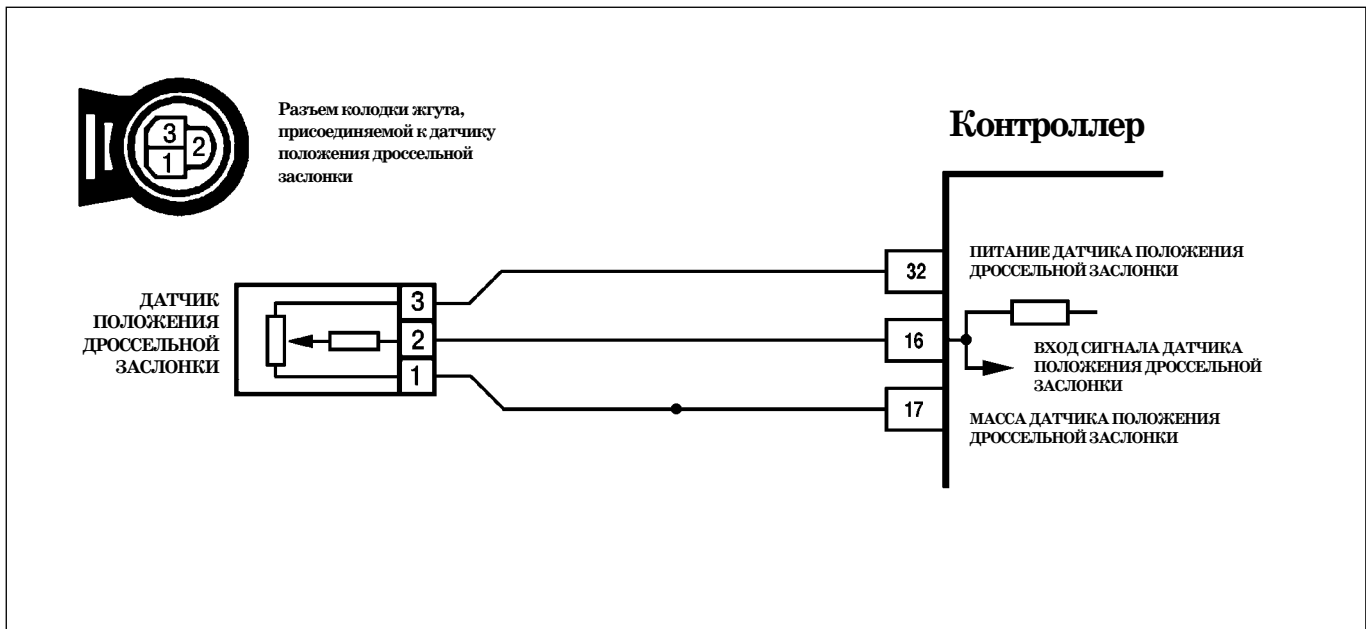 3
2
1
Разъем колодки жгута,
присоединяемой к датчику
положения дроссельной
заслонки
Контроллер
ДАТЧИК
ПОЛОЖЕНИЯ
ДРОССЕЛЬНОЙ
ЗАСЛОНКИ
3
2
1
32
16
17
ПИТАНИЕ ДАТЧИКА ПОЛОЖЕНИЯ
ДРОССЕЛЬНОЙ ЗАСЛОНКИ
ВХОД СИГНАЛА ДАТЧИКА
ПОЛОЖЕНИЯ ДРОССЕЛЬНОЙ
ЗАСЛОНКИ
МАССА ДАТЧИКА ПОЛОЖЕНИЯ
ДРОССЕЛЬНОЙ ЗАСЛОНКИ